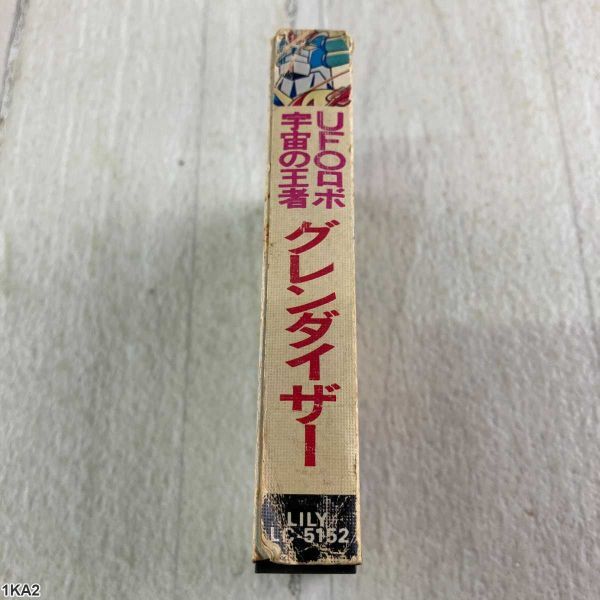 UFOロボ
宇宙の王者
グレンダイザー
LILY
LC-5152
1KA2